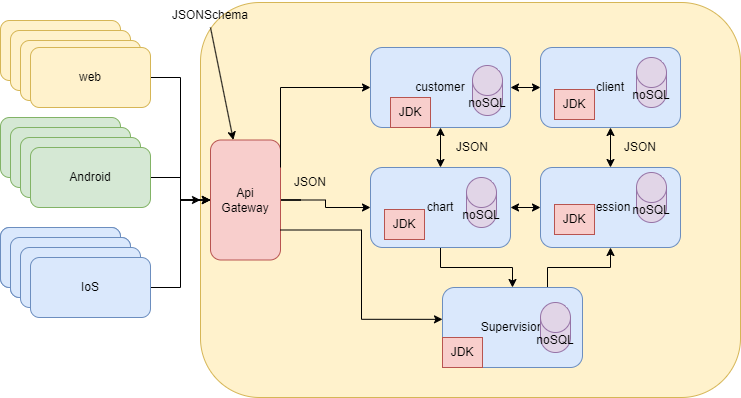 JSONSchema
web
Android
IoS
Api
Gateway
JSON
customer
noSQL
JDK
client
noSQL
JDK
JSON
JSON
chart
noSQL
JDK
ession
noSQL
JDK
Supervision
noSQL
JDK